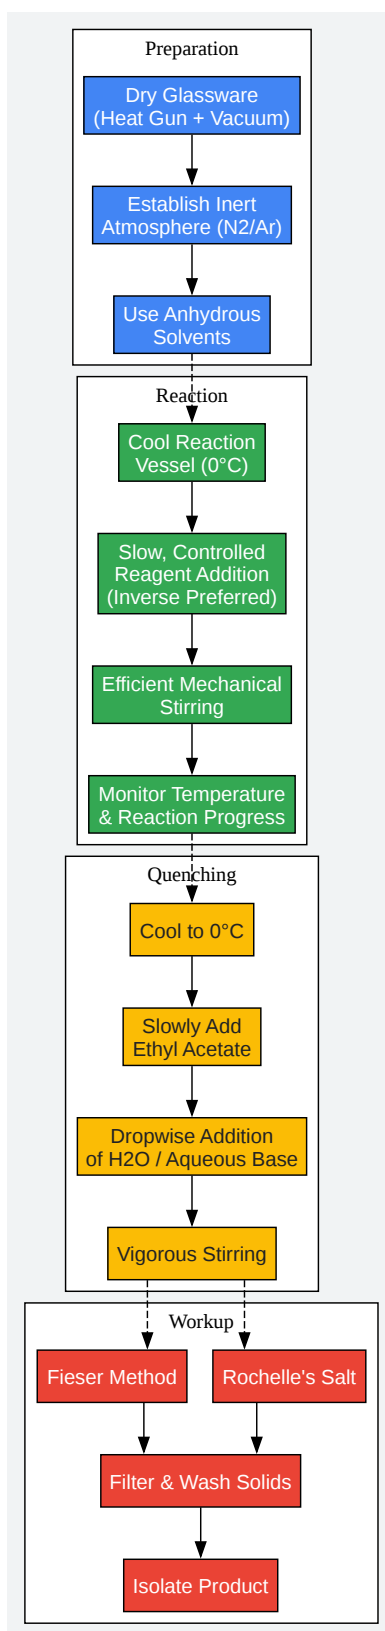 Preparation
Dry Glassware
(Heat Gun + Vacuum)
Establish Inert
Atmosphere (N2/Ar)
Use Anhydrous
Solvents
Reaction
Cool Reaction
Vessel (0°C)
Slow, Controlled
Reagent Addition
(Inverse Preferred)
Efficient Mechanical
Stirring
Monitor Temperature
& Reaction Progress
Quenching
Cool to 0°C
Slowly Add
Ethyl Acetate
Dropwise Addition
of H2O / Aqueous Base
Vigorous Stirring
Workup
Fieser Method
Rochelle's Salt
Filter & Wash Solids
Isolate Product